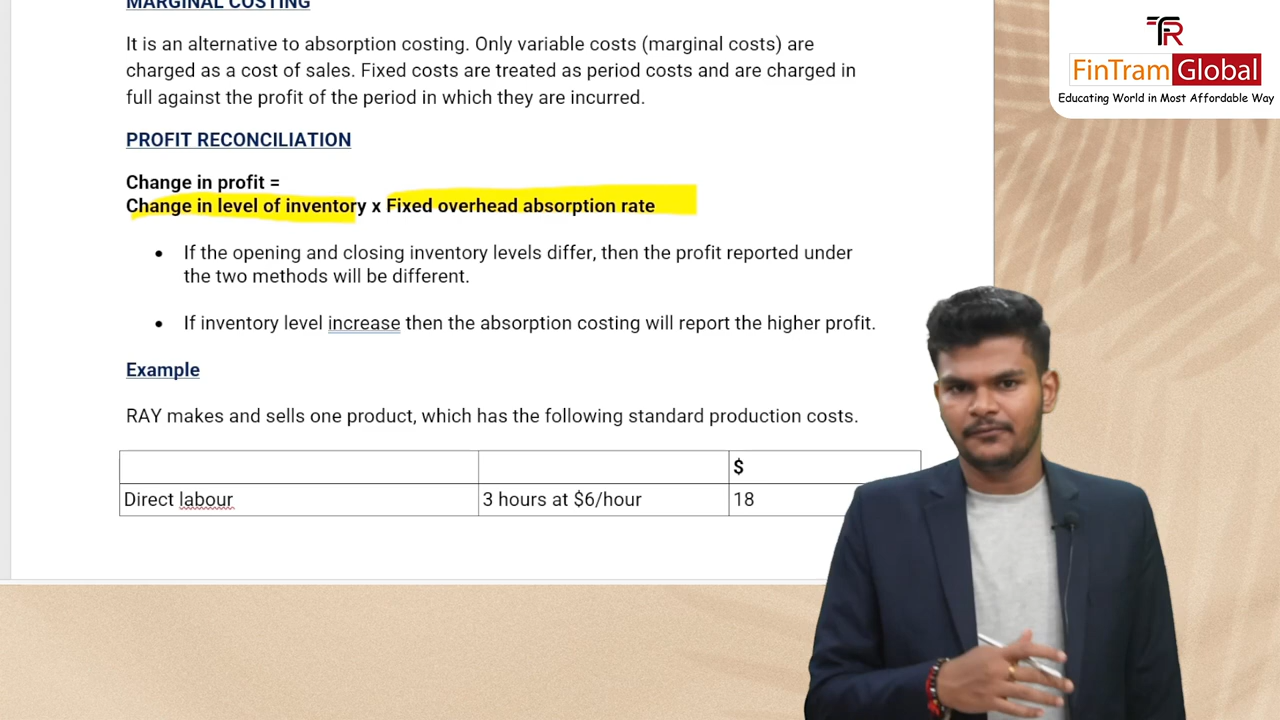 MARGINAL COSTING
It is an alternative to absorption costing. Only variable costs (marginal costs) are
charged as a cost of sales. Fixed costs are treated as period costs and are charged in
full against the profit of the period in which they are incurred.
PROFIT RECONCILIATION
Change in profit =
Change in level of inventory x Fixed overhead absorption rate
• If the opening and closing inventory levels differ, then the profit reported under
the two methods will be different.
• If inventory level increase then the absorption costing will report the higher profit.
Example
RAY makes and sells one product, which has the following standard production costs.
$
Direct labour 3 hours at $6/hour 18
FinTram Global
Educating World in Most Affordable Way